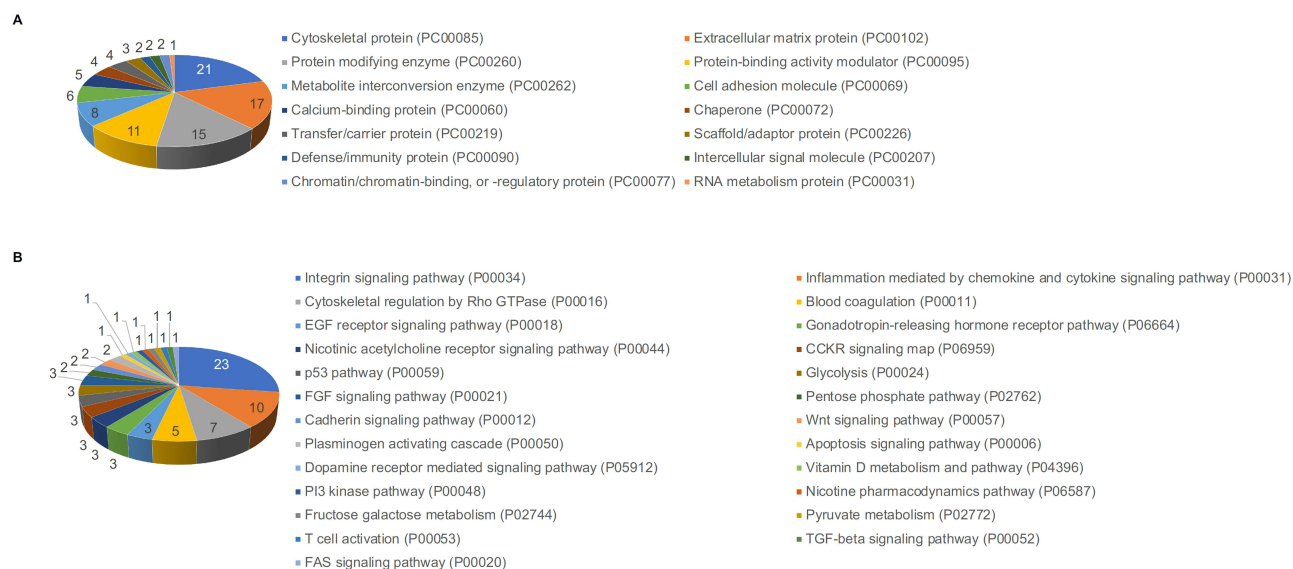 A
21
17
15
11
8
6
5
4
4
3
2
2
2
1
Cytoskeletal protein (PC00085)
Extracellular matrix protein (PC00102)
Protein modifying enzyme (PC00260)
Protein-binding activity modulator (PC00095)
Metabolite interconversion enzyme (PC00262)
Cell adhesion molecule (PC00069)
Calcium-binding protein (PC00060)
Chaperone (PC00072)
Transfer/carrier protein (PC00219)
Scaffold/adaptor protein (PC00226)
Defense/immunity protein (PC00090)
Intercellular signal molecule (PC00207)
Chromatin/chromatin-binding, or -regulatory protein (PC00077)
RNA metabolism protein (PC00031)
B
23
10
7
5
3
3
3
3
3
3
3
2
2
2
2
1
1
1
1
1
1
1
1
1
1
Integrin signaling pathway (P00034)
Inflammation mediated by chemokine and cytokine signaling pathway (P00031)
Cytoskeletal regulation by Rho GTPase (P00016)
Blood coagulation (P00011)
EGF receptor signaling pathway (P00018)
Gonadotropin-releasing hormone receptor pathway (P06664)
Nicotinic acetylcholine receptor signaling pathway (P00044)
CCKR signaling map (P06959)
p53 pathway (P00059)
Glycolysis (P00024)
FGF signaling pathway (P00021)
Pentose phosphate pathway (P02762)
Cadherin signaling pathway (P00012)
Wnt signaling pathway (P00057)
Plasminogen activating cascade (P00050)
Apoptosis signaling pathway (P00006)
Dopamine receptor mediated signaling pathway (P05912)
Vitamin D metabolism and pathway (P04396)
PI3 kinase pathway (P00048)
Nicotine pharmacodynamics pathway (P06587)
Fructose galactose metabolism (P02744)
Pyruvate metabolism (P02772)
T cell activation (P00053)
TGF-beta signaling pathway (P00052)
FAS signaling pathway (P00020)